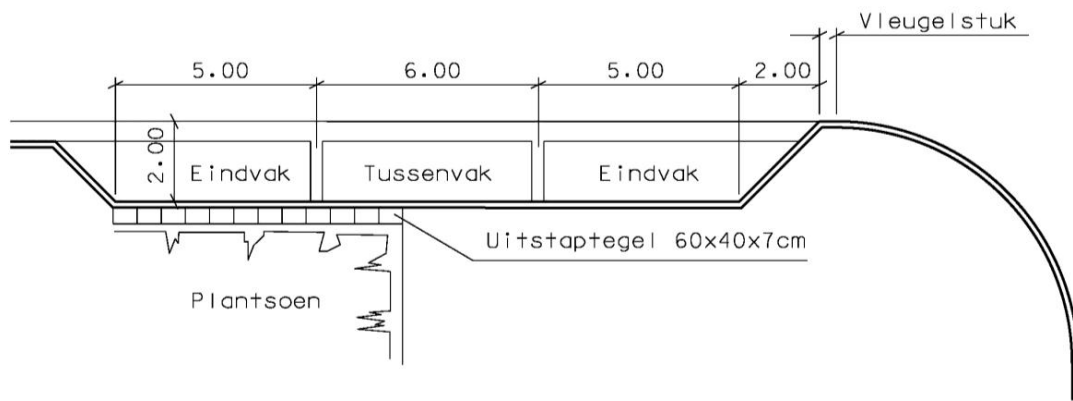 Vleugelstuk
5.00 6.00 5.00 2.00
2.00
Eindvak Tussenvak Eindvak
Uitstaptegel 60x40x7cm
Plantsoen